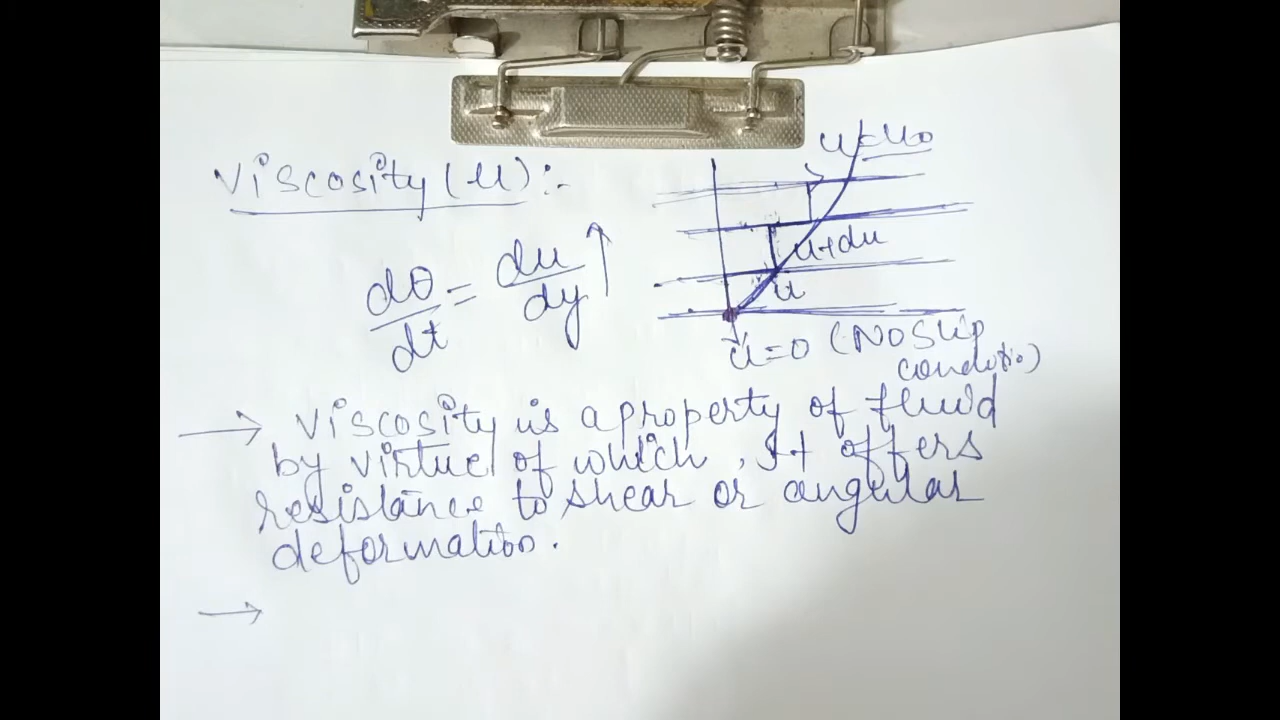 Viscosity (μ) :-
u = u∞
dθ/dt = du/dy ↑
u+du
u
u=0 (No Slip
condition)
→ Viscosity is a property of fluid
by virtue of which, It offers
resistance to shear or angular
deformation.
→